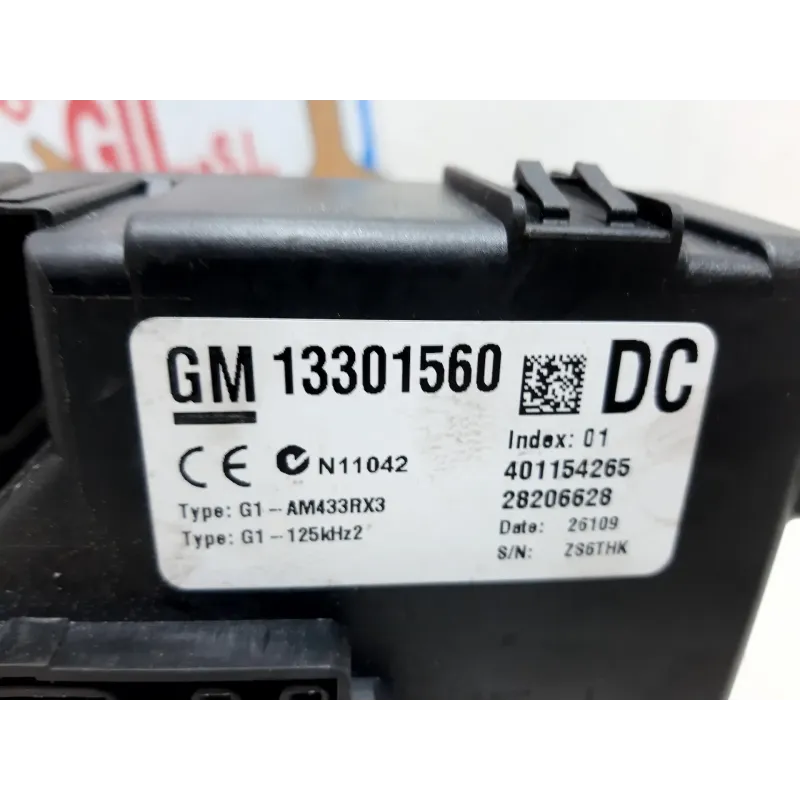 GM 13301560 DC
Index: 01
CE N11042
401154265
Type: G1-AM433RX3
28206628
Type: G1-125kHz2
Date: 26109
S/N: ZS6THK